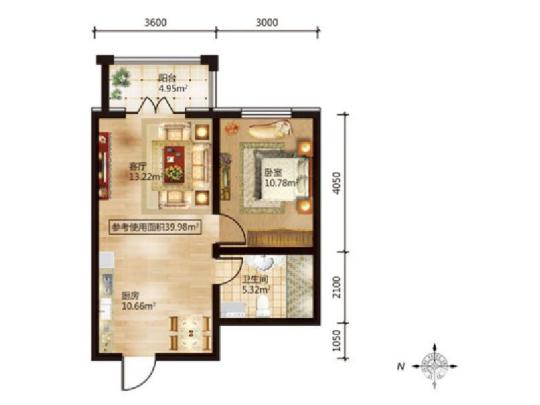 3600
3000
阳台
4.95m²
客厅
13.22m²
卧室
10.78m²
4050
参考使用面积39.98m²
卫生间
5.32m²
2100
厨房
10.66m²
1050
N